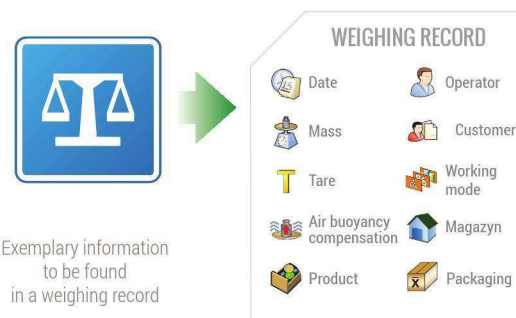 WEIGHING RECORD
Date
Operator
Mass
Customer
Tare
Working
mode
Air buoyancy
compensation
Magazyn
Product
Packaging
Exemplary information
to be found
in a weighing record